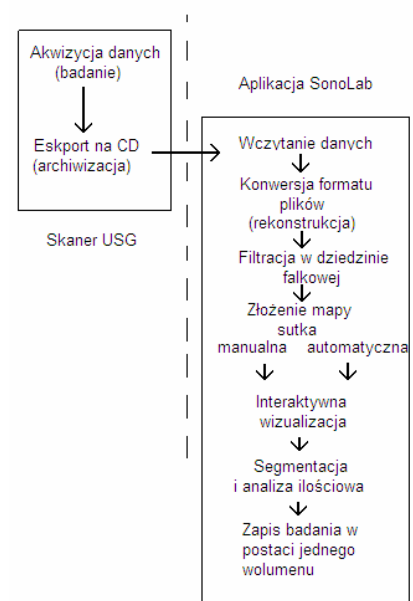 Akwizycja danych
(badanie)
Eskport na CD
(archiwizacja)
Skaner USG
Aplikacja SonoLab
Wczytanie danych
Konwersja formatu
plików
(rekonstrukcja)
Filtracja w dziedzinie
falkowej
Złożenie mapy
sutka
manualna automatyczna
Interaktywna
wizualizacja
Segmentacja
i analiza ilościowa
Zapis badania w
postaci jednego
wolumenu